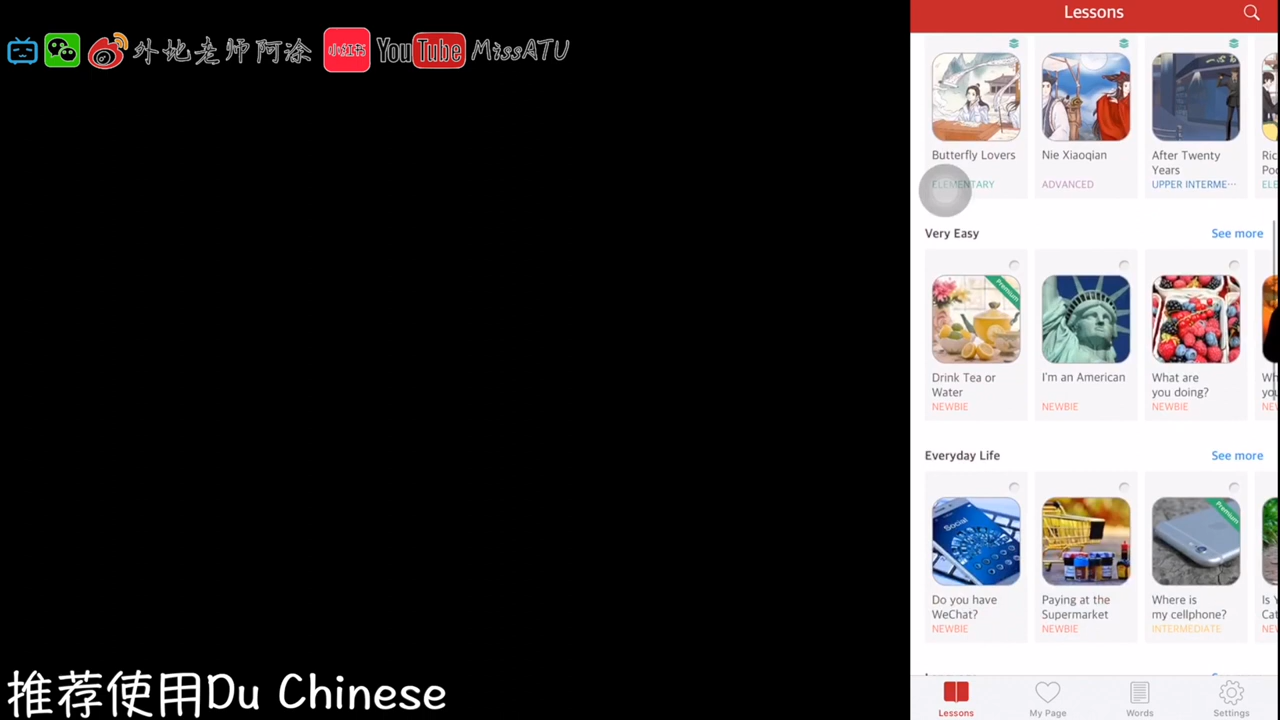 外地老师阿涂 小红书 YouTube MissATU
Lessons
Butterfly Lovers
ELEMENTARY
Nie Xiaoqian
ADVANCED
After Twenty
Years
UPPER INTERME···
Very Easy
See more
Premium
Drink Tea or
Water
NEWBIE
I'm an American
NEWBIE
What are
you doing?
NEWBIE
Everyday Life
See more
Social
Do you have
WeChat?
NEWBIE
Paying at the
Supermarket
NEWBIE
Premium
Where is
my cellphone?
INTERMEDIATE
Lessons
My Page
Words
Settings
推荐使用Du Chinese